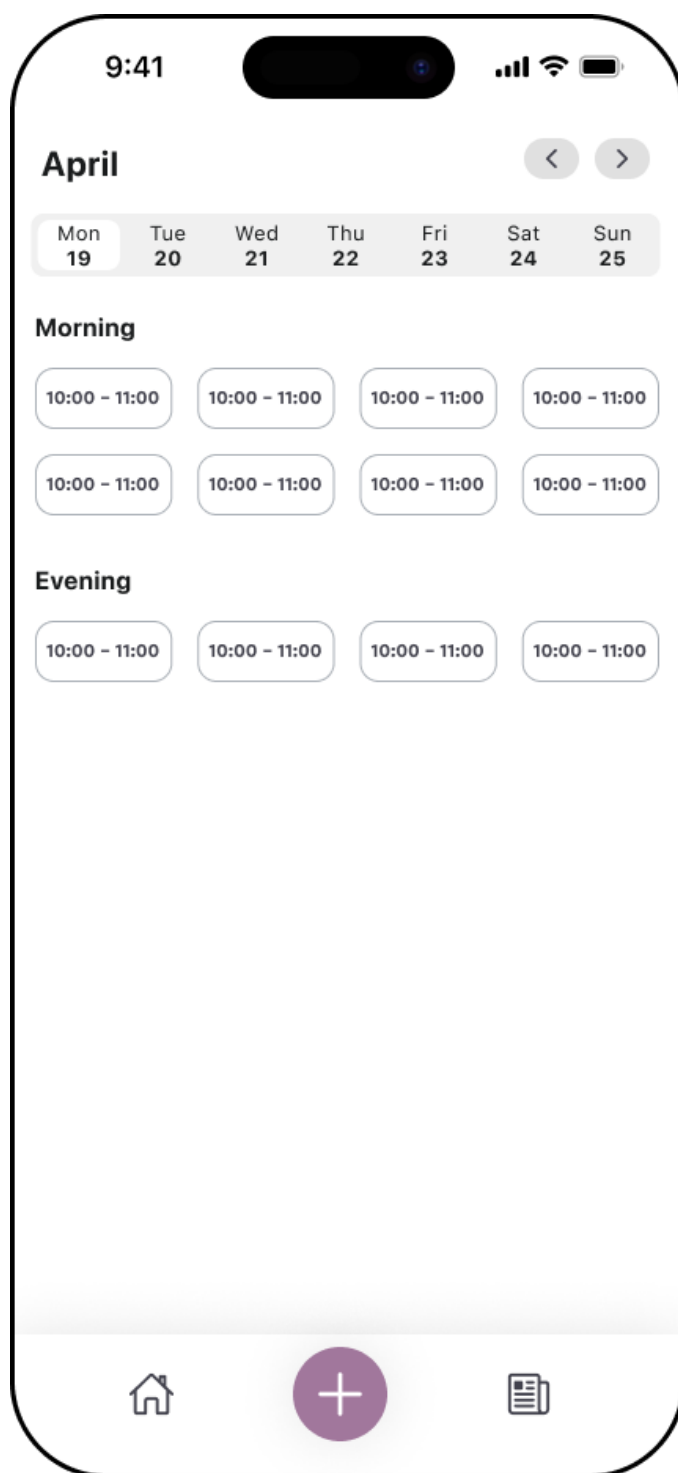 9:41
April
Mon Tue Wed Thu Fri Sat Sun
19 20 21 22 23 24 25
Morning
10:00 – 11:00 10:00 – 11:00 10:00 – 11:00 10:00 – 11:00
10:00 – 11:00 10:00 – 11:00 10:00 – 11:00 10:00 – 11:00
Evening
10:00 – 11:00 10:00 – 11:00 10:00 – 11:00 10:00 – 11:00